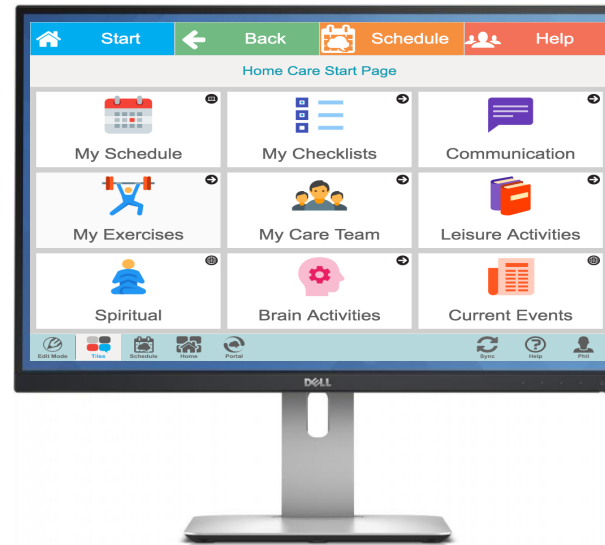 Start Back Schedule Help
Home Care Start Page
My Schedule My Checklists Communication
My Exercises My Care Team Leisure Activities
Spiritual Brain Activities Current Events
Edit Mode Tiles Schedule Home Portal Sync Help Phil
DELL